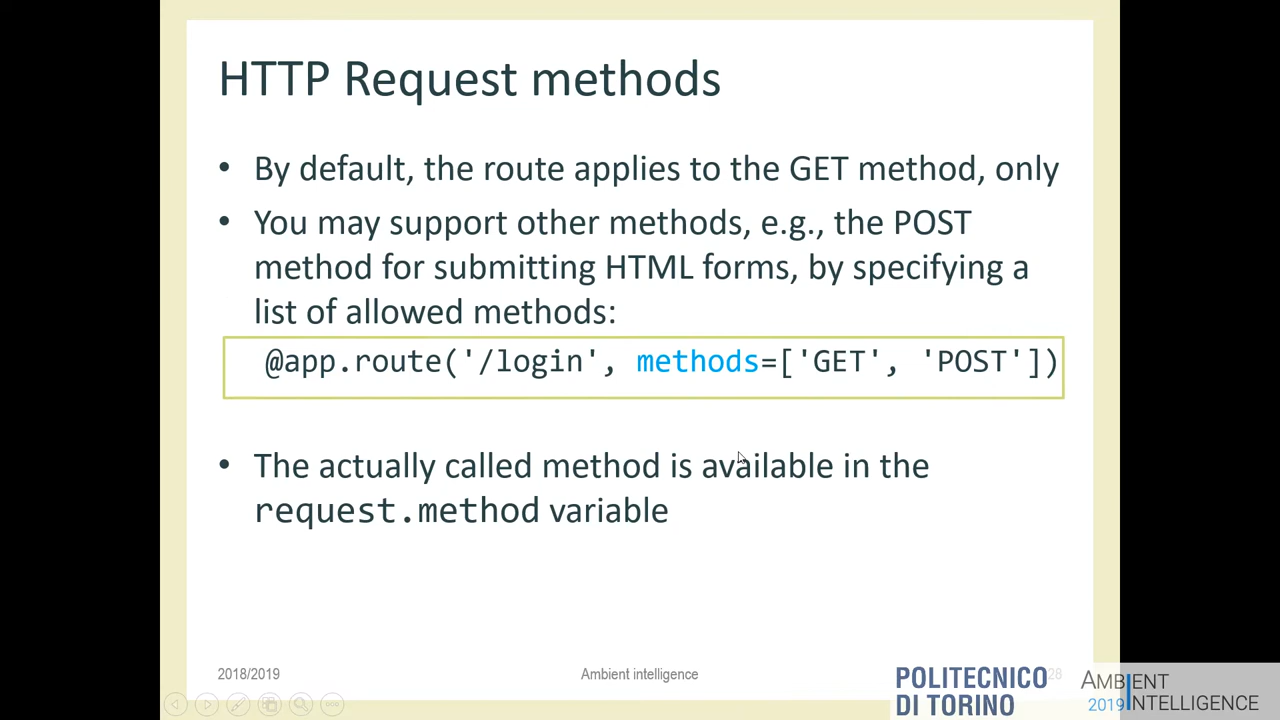 HTTP Request methods
• By default, the route applies to the GET method, only
• You may support other methods, e.g., the POST
method for submitting HTML forms, by specifying a
list of allowed methods:
@app.route('/login', methods=['GET', 'POST'])
• The actually called method is available in the
request.method variable
2018/2019
Ambient intelligence
28
POLITECNICO
DI TORINO
AMBIENT
2019 INTELLIGENCE